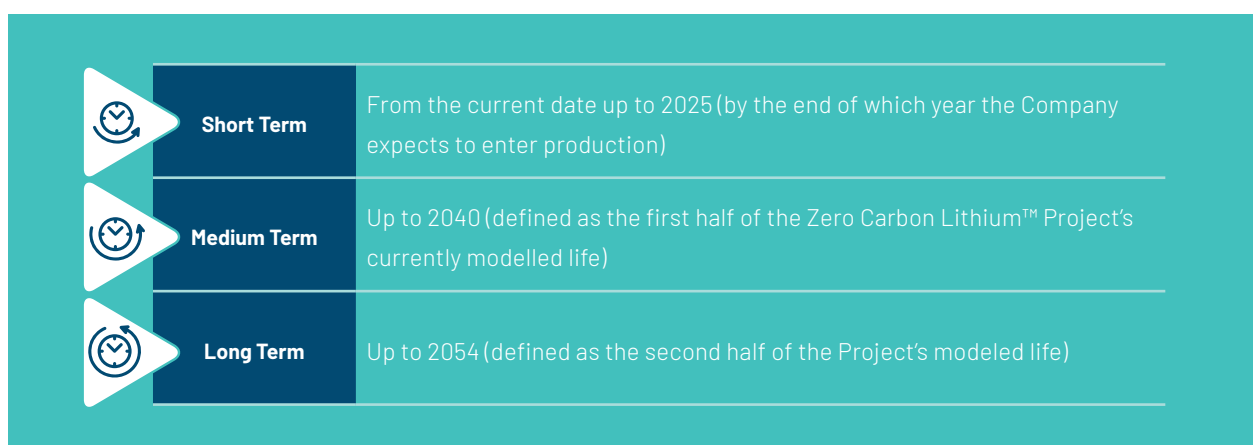 Short Term
From the current date up to 2025 (by the end of which year the Company
expects to enter production)
Medium Term
Up to 2040 (defined as the first half of the Zero Carbon Lithium™ Project's
currently modelled life)
Long Term
Up to 2054 (defined as the second half of the Project's modeled life)